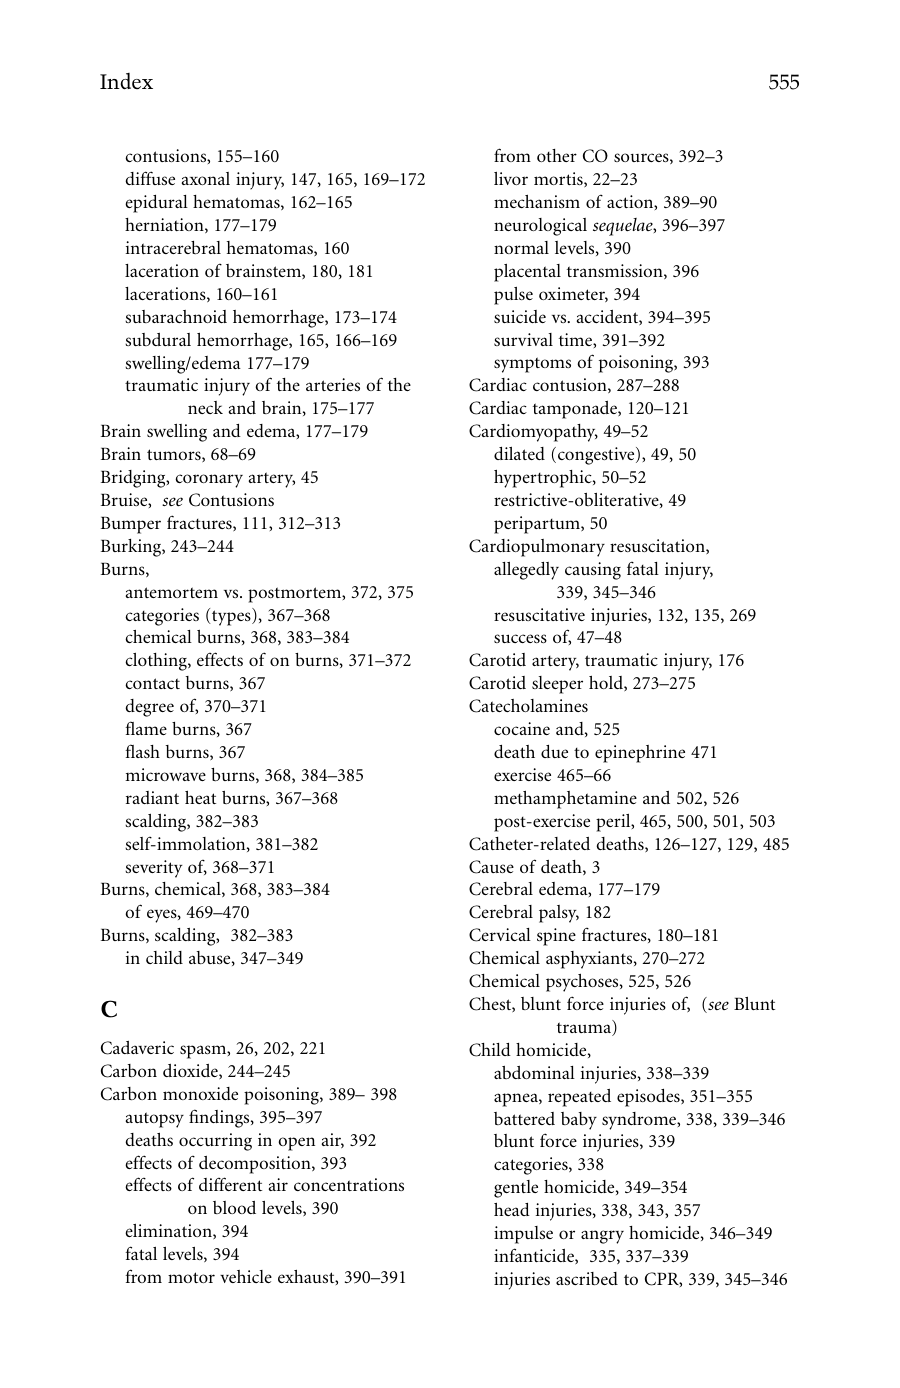 Index 555
contusions, 155–160
diffuse axonal injury, 147, 165, 169–172
epidural hematomas, 162–165
herniation, 177–179
intracerebral hematomas, 160
laceration of brainstem, 180, 181
lacerations, 160–161
subarachnoid hemorrhage, 173–174
subdural hemorrhage, 165, 166–169
swelling/edema 177–179
traumatic injury of the arteries of the
neck and brain, 175–177
Brain swelling and edema, 177–179
Brain tumors, 68–69
Bridging, coronary artery, 45
Bruise, see Contusions
Bumper fractures, 111, 312–313
Burking, 243–244
Burns,
antemortem vs. postmortem, 372, 375
categories (types), 367–368
chemical burns, 368, 383–384
clothing, effects of on burns, 371–372
contact burns, 367
degree of, 370–371
flame burns, 367
flash burns, 367
microwave burns, 368, 384–385
radiant heat burns, 367–368
scalding, 382–383
self-immolation, 381–382
severity of, 368–371
Burns, chemical, 368, 383–384
of eyes, 469–470
Burns, scalding, 382–383
in child abuse, 347–349
C
Cadaveric spasm, 26, 202, 221
Carbon dioxide, 244–245
Carbon monoxide poisoning, 389– 398
autopsy findings, 395–397
deaths occurring in open air, 392
effects of decomposition, 393
effects of different air concentrations
on blood levels, 390
elimination, 394
fatal levels, 394
from motor vehicle exhaust, 390–391
from other CO sources, 392–3
livor mortis, 22–23
mechanism of action, 389–90
neurological sequelae, 396–397
normal levels, 390
placental transmission, 396
pulse oximeter, 394
suicide vs. accident, 394–395
survival time, 391–392
symptoms of poisoning, 393
Cardiac contusion, 287–288
Cardiac tamponade, 120–121
Cardiomyopathy, 49–52
dilated (congestive), 49, 50
hypertrophic, 50–52
restrictive-obliterative, 49
peripartum, 50
Cardiopulmonary resuscitation,
allegedly causing fatal injury,
339, 345–346
resuscitative injuries, 132, 135, 269
success of, 47–48
Carotid artery, traumatic injury, 176
Carotid sleeper hold, 273–275
Catecholamines
cocaine and, 525
death due to epinephrine 471
exercise 465–66
methamphetamine and 502, 526
post-exercise peril, 465, 500, 501, 503
Catheter-related deaths, 126–127, 129, 485
Cause of death, 3
Cerebral edema, 177–179
Cerebral palsy, 182
Cervical spine fractures, 180–181
Chemical asphyxiants, 270–272
Chemical psychoses, 525, 526
Chest, blunt force injuries of, (see Blunt
trauma)
Child homicide,
abdominal injuries, 338–339
apnea, repeated episodes, 351–355
battered baby syndrome, 338, 339–346
blunt force injuries, 339
categories, 338
gentle homicide, 349–354
head injuries, 338, 343, 357
impulse or angry homicide, 346–349
infanticide, 335, 337–339
injuries ascribed to CPR, 339, 345–346